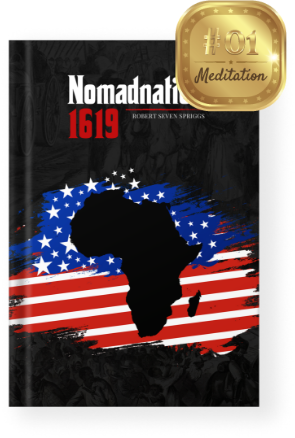 #01
Meditation
Nomadnati
1619
ROBERT SEVEN SPRIGGS